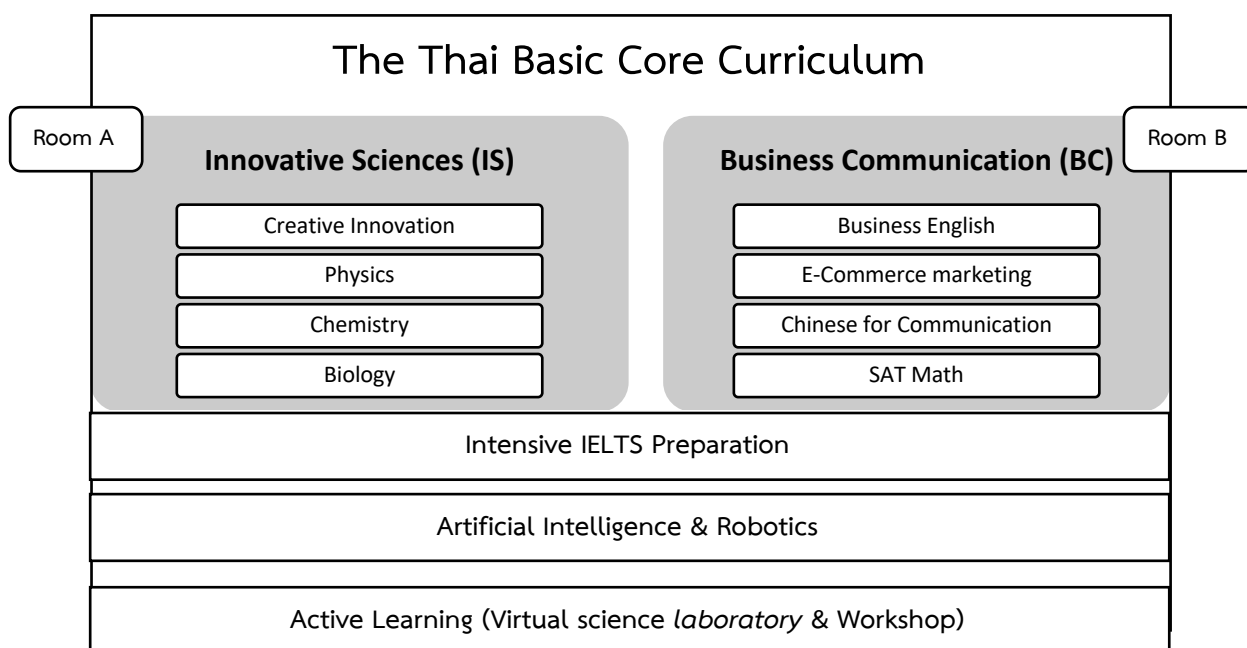 The Thai Basic Core Curriculum
Room A
Room B
Innovative Sciences (IS)
Creative Innovation
Physics
Chemistry
Biology
Business Communication (BC)
Business English
E-Commerce marketing
Chinese for Communication
SAT Math
Intensive IELTS Preparation
Artificial Intelligence & Robotics
Active Learning (Virtual science laboratory & Workshop)